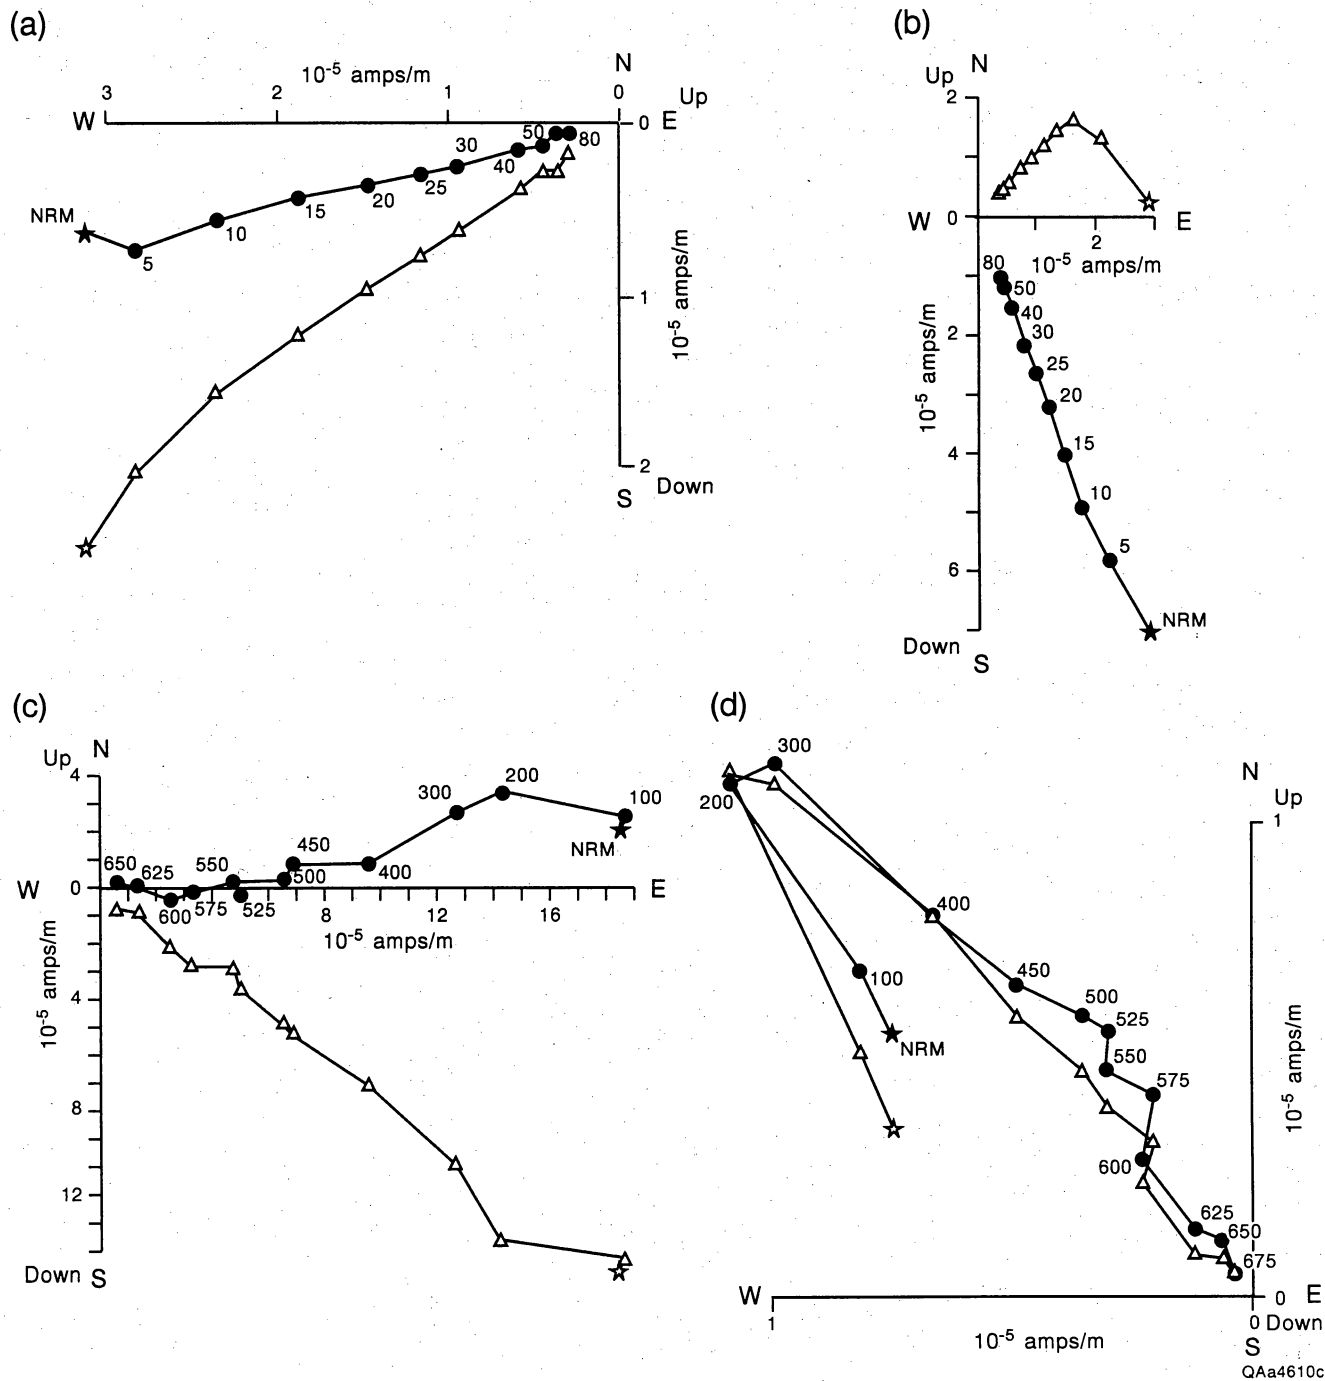 (a)
(b)
N
10-5 amps/m
3 2 1 0 Up
W 0 E
50 80
30
40
25
20
15
10
5
NRM
1
10-5 amps/m
2
S Down
Up N
2
0
W 2 E
10-5 amps/m
80
50
40
30
25
20
15
10
5
NRM
2
4
6
10-5 amps/m
Down S
(c)
(d)
Up N
4
200
300
100
NRM
450
400
650 625 550 500
W 0 E
600 575 525 8 12 16
10-5 amps/m
10-5 amps/m
4
8
12
Down S
300
200
N
Up
1
400
100
NRM
450
500
525
550
575
600
625
650
675
10-5 amps/m
W 0 E
1 0 Down
10-5 amps/m
S
QAa4610c